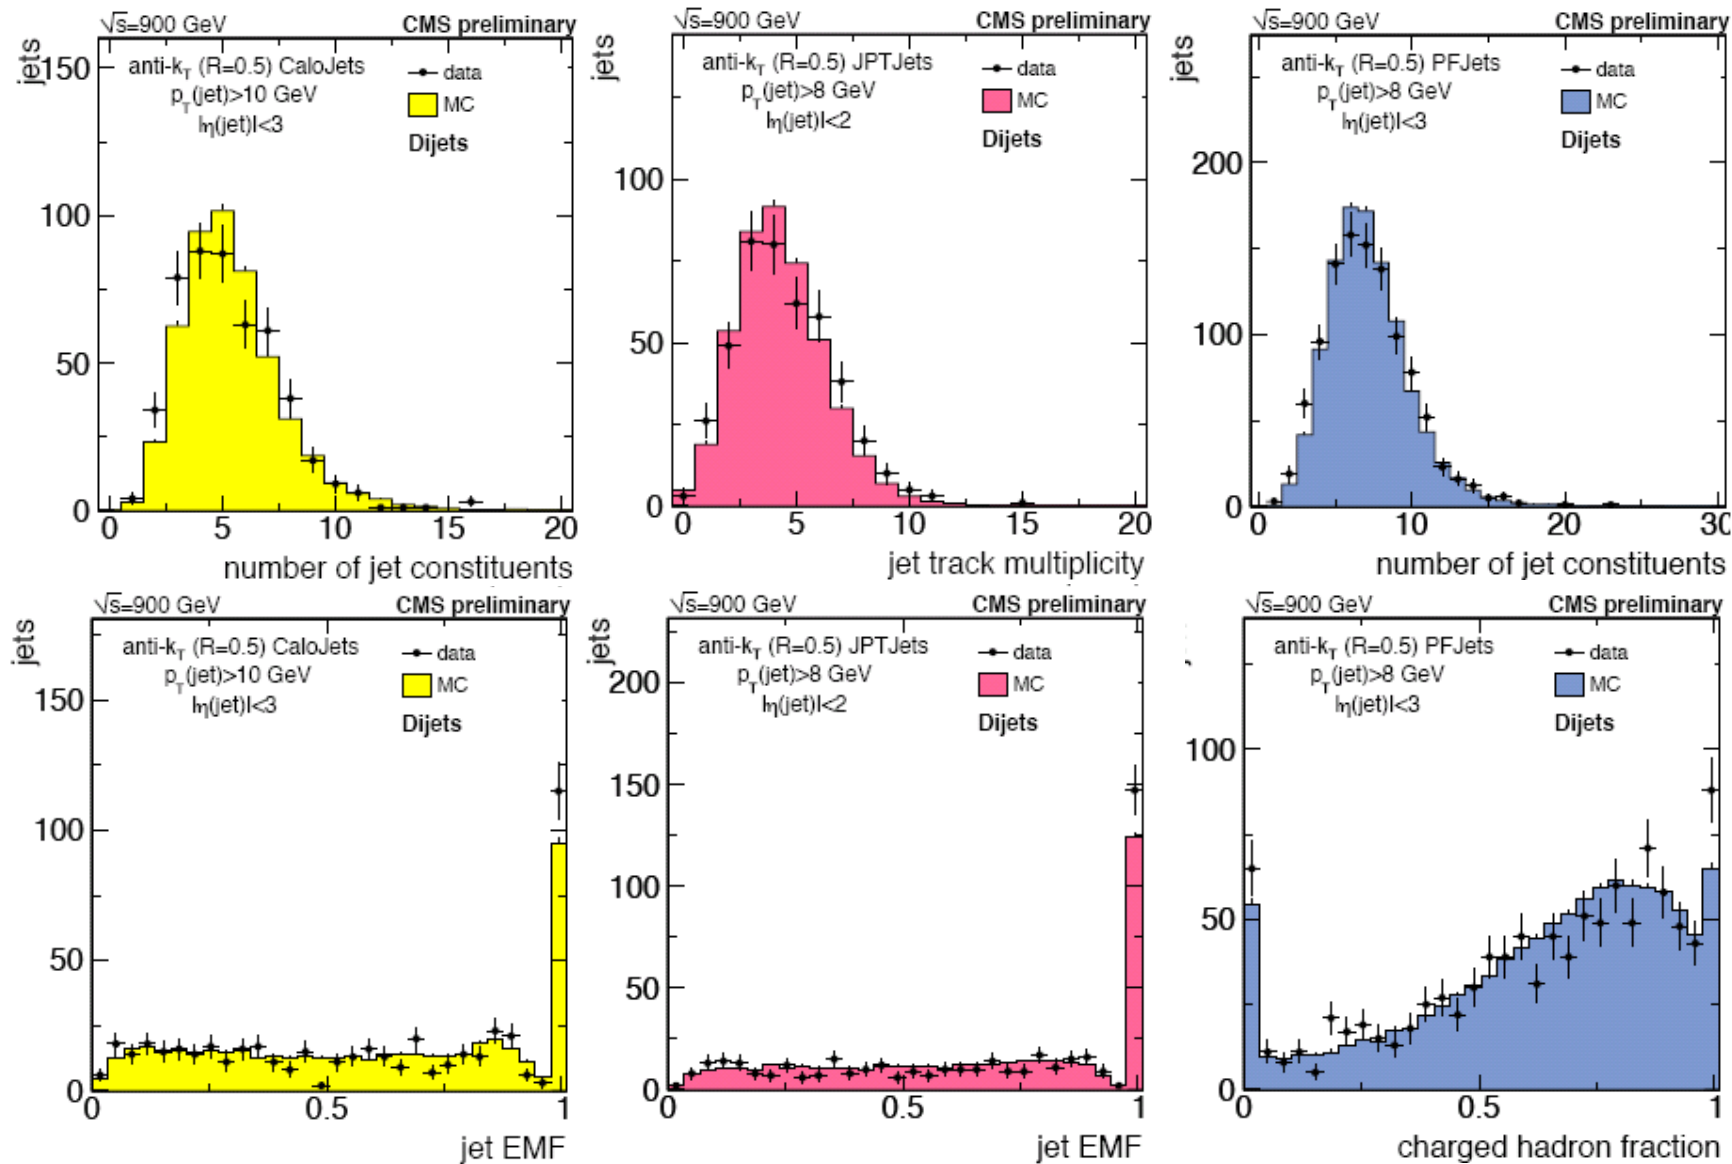 √s=900 GeV CMS preliminary
jets
150
100
50
0
anti-kT (R=0.5) CaloJets
pT(jet)>10 GeV
|η(jet)|<3
data
MC
Dijets
0 5 10 15 20
number of jet constituents
√s=900 GeV CMS preliminary
jets
100
50
0
anti-kT (R=0.5) JPTJets
pT(jet)>8 GeV
|η(jet)|<2
data
MC
Dijets
0 5 10 15 20
jet track multiplicity
√s=900 GeV CMS preliminary
jets
200
100
0
anti-kT (R=0.5) PFJets
pT(jet)>8 GeV
|η(jet)|<3
data
MC
Dijets
0 10 20 30
number of jet constituents
√s=900 GeV CMS preliminary
jets
150
100
50
0
anti-kT (R=0.5) CaloJets
pT(jet)>10 GeV
|η(jet)|<3
data
MC
Dijets
0 0.5 1
jet EMF
√s=900 GeV CMS preliminary
jets
200
150
100
50
0
anti-kT (R=0.5) JPTJets
pT(jet)>8 GeV
|η(jet)|<2
data
MC
Dijets
0 0.5 1
jet EMF
√s=900 GeV CMS preliminary
100
50
0
anti-kT (R=0.5) PFJets
pT(jet)>8 GeV
|η(jet)|<3
data
MC
Dijets
0 0.5 1
charged hadron fraction